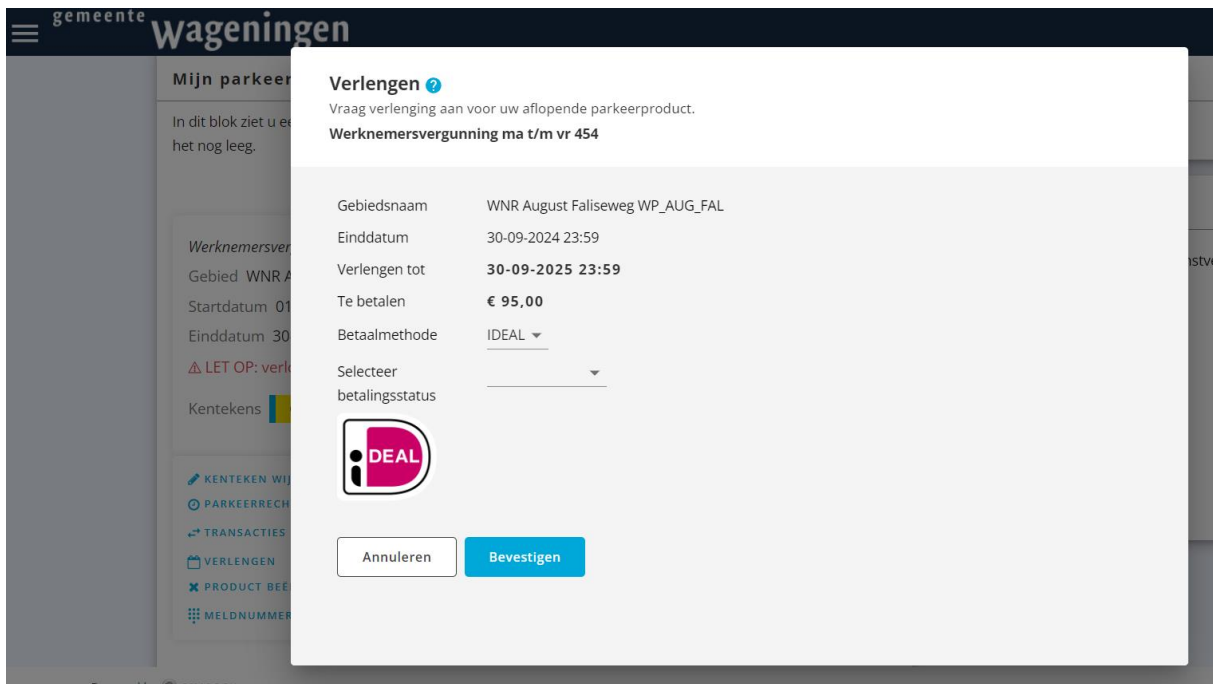 gemeente
Wageningen
Mijn parkeer
In dit blok ziet u e
het nog leeg.
Gebied WNR A
Startdatum 01
Einddatum 30
LET OP: verl
Kentekens
KENTEKEN WIJ
PARKEERRECH
TRANSACTIES
VERLENGEN
PRODUCT BEË
MELDNUMMER
Verlengen ?
Vraag verlenging aan voor uw aflopende parkeerproduct.
Werknemersvergunning ma t/m vr 454
Gebiedsnaam WNR August Faliseweg WP_AUG_FAL
Einddatum 30-09-2024 23:59
Verlengen tot 30-09-2025 23:59
Te betalen € 95,00
Betaalmethode IDEAL
Selecteer
betalingsstatus
iDEAL
Annuleren Bevestigen